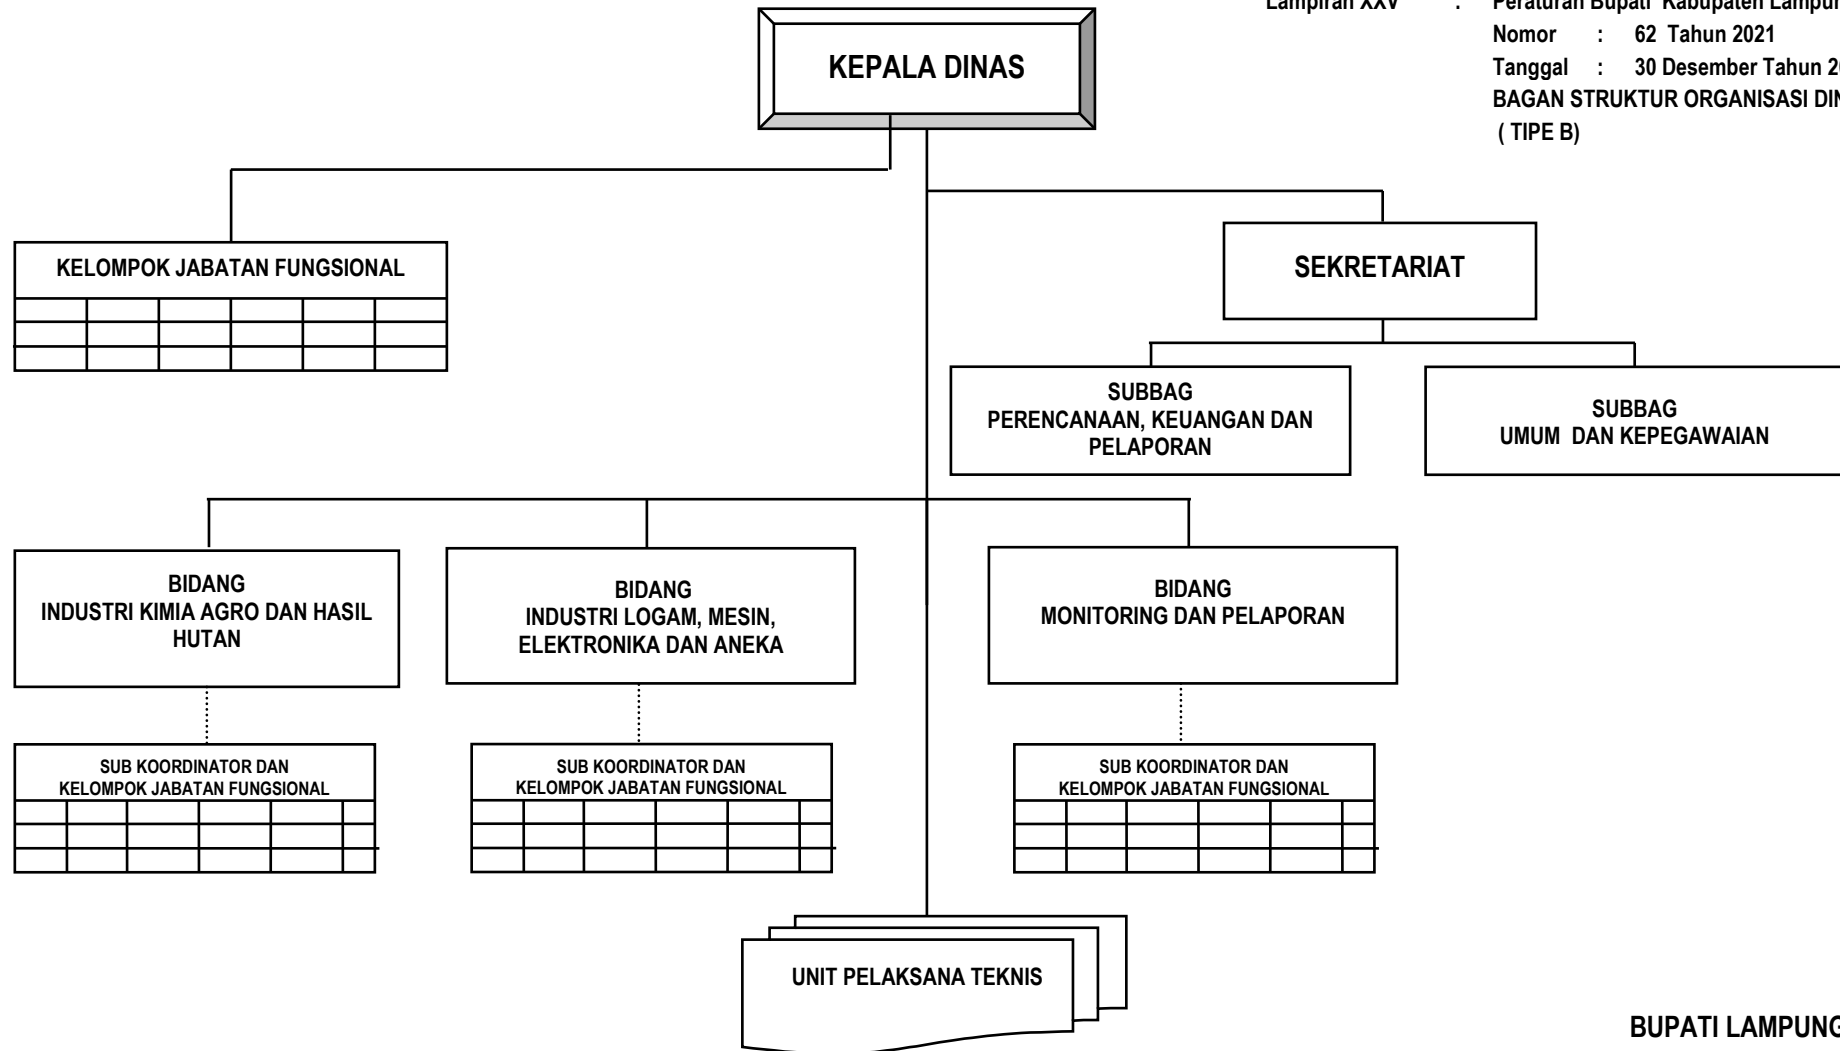 Lampiran XXV : Peraturan Bupati Kabupaten
Nomor : 62 Tahun 2021
Tanggal : 30 Desember Tahun
BAGAN STRUKTUR ORGANISASI
( TIPE B)
KEPALA DINAS
KELOMPOK JABATAN FUNGSIONAL
SEKRETARIAT
SUBBAG
PERENCANAAN, KEUANGAN DAN
PELAPORAN
SUBBAG
UMUM DAN KEPEGAWAIAN
BIDANG
INDUSTRI KIMIA AGRO DAN HASIL
HUTAN
BIDANG
INDUSTRI LOGAM, MESIN,
ELEKTRONIKA DAN ANEKA
BIDANG
MONITORING DAN PELAPORAN
SUB KOORDINATOR DAN
KELOMPOK JABATAN FUNGSIONAL
SUB KOORDINATOR DAN
KELOMPOK JABATAN FUNGSIONAL
SUB KOORDINATOR DAN
KELOMPOK JABATAN FUNGSIONAL
UNIT PELAKSANA TEKNIS
BUPATI LAMPUNG